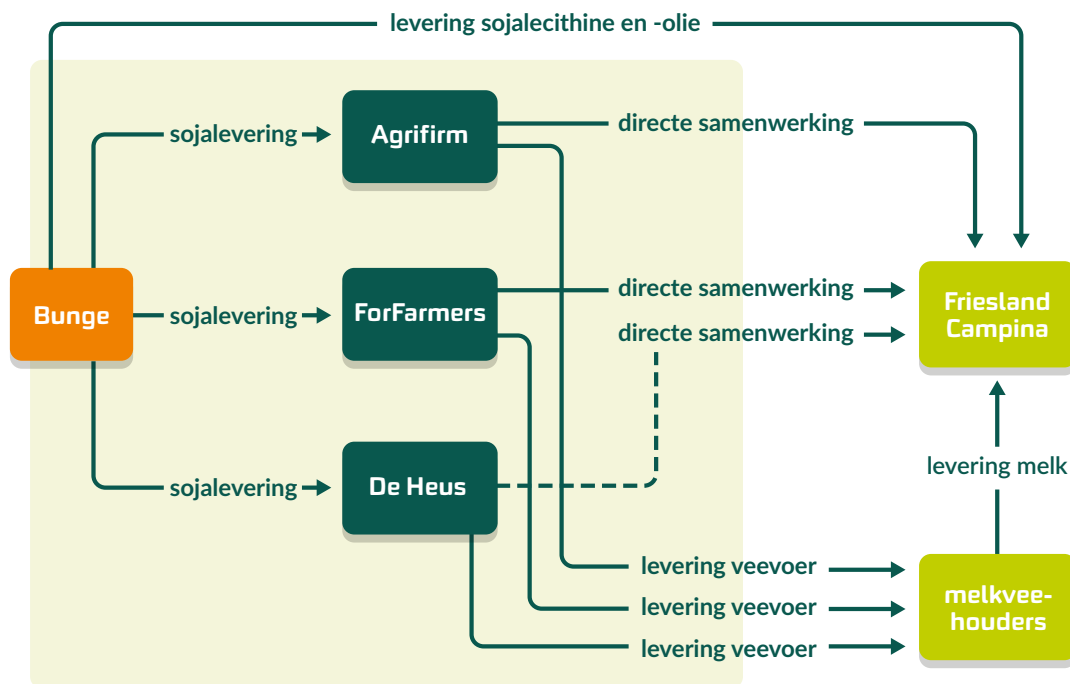 levering sojalecithine en -olie
sojalevering
Agrifirm
directe samenwerking
Bunge
sojalevering
ForFarmers
directe samenwerking
directe samenwerking
Friesland
Campina
sojalevering
De Heus
levering melk
levering veevoer
levering veevoer
levering veevoer
melkvee-
houders